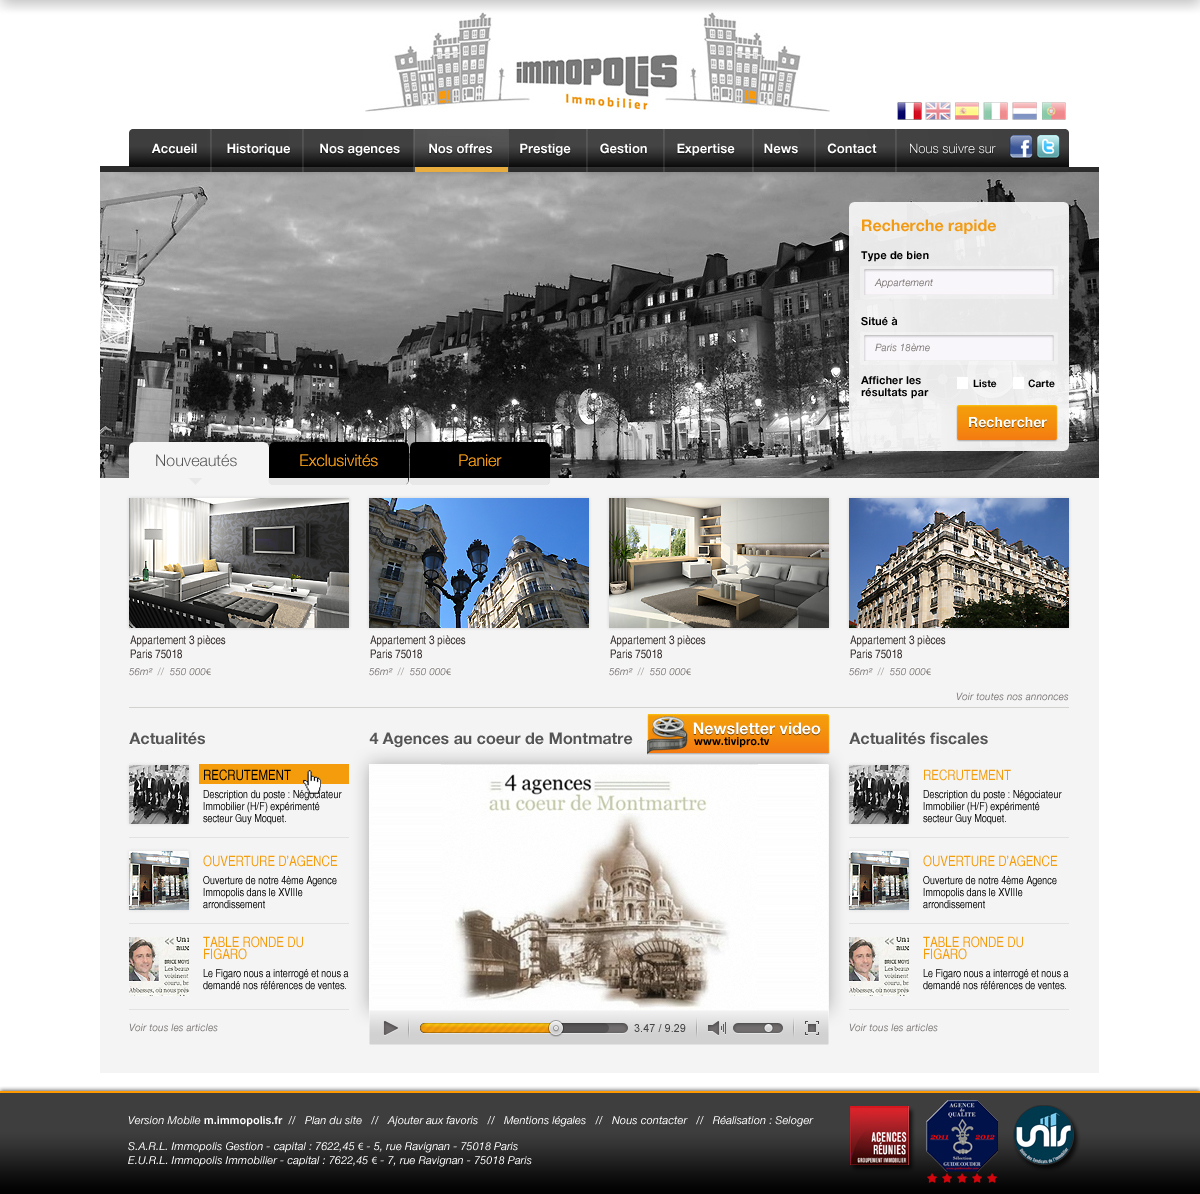 immopolis
Immobilier
Accueil
Historique
Nos agences
Nos offres
Prestige
Gestion
Expertise
News
Contact
Nous suivre sur
Recherche rapide
Type de bien
Appartement
Situé à
Paris 18ème
Afficher les
résultats par
Liste
Carte
Rechercher
Nouveautés
Exclusivités
Panier
Appartement 3 pièces
Paris 75018
56m² // 550 000€
Appartement 3 pièces
Paris 75018
56m² // 550 000€
Appartement 3 pièces
Paris 75018
56m² // 550 000€
Appartement 3 pièces
Paris 75018
56m² // 550 000€
Voir toutes nos annonces
Actualités
RECRUTEMENT
Description du poste : Négociateur
Immobilier (H/F) expérimenté
secteur Guy Moquet.
OUVERTURE D'AGENCE
Ouverture de notre 4ème Agence
Immopolis dans le XVIIIe
arrondissement
TABLE RONDE DU
FIGARO
Le Figaro nous a interrogé et nous a
demandé nos références de ventes.
Voir tous les articles
4 Agences au coeur de Montmatre
Newsletter video
www.tivipro.tv
4 agences
au coeur de Montmartre
3.47 / 9.29
Actualités fiscales
RECRUTEMENT
Description du poste : Négociateur
Immobilier (H/F) expérimenté
secteur Guy Moquet.
OUVERTURE D'AGENCE
Ouverture de notre 4ème Agence
Immopolis dans le XVIIIe
arrondissement
TABLE RONDE DU
FIGARO
Le Figaro nous a interrogé et nous a
demandé nos références de ventes.
Voir tous les articles
Version Mobile m.immopolis.fr // Plan du site // Ajouter aux favoris // Mentions légales // Nous contacter // Réalisation : Seloger
S.A.R.L. Immopolis Gestion - capital : 7622,45 € - 5, rue Ravignan - 75018 Paris
E.U.R.L. Immopolis Immobilier - capital : 7622,45 € - 7, rue Ravignan - 75018 Paris
AGENCES
RÉUNIES
GROUPEMENT IMMOBILIER
AGENCE
de
QUALITÉ
2011 2012
Sélection
GUIDE COUDER
unis